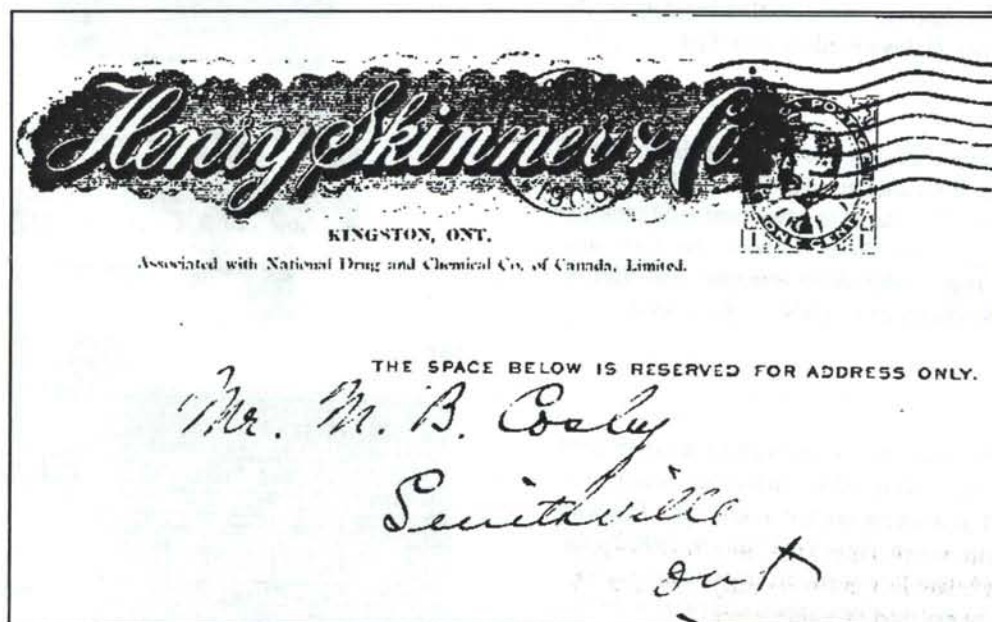 Henry Skinner & Co.
KINGSTON, ONT.
Associated with National Drug and Chemical Co. of Canada, Limited.
THE SPACE BELOW IS RESERVED FOR ADDRESS ONLY.
Mr. M. B. Cosby
Smithville
Ont
ONE CENT